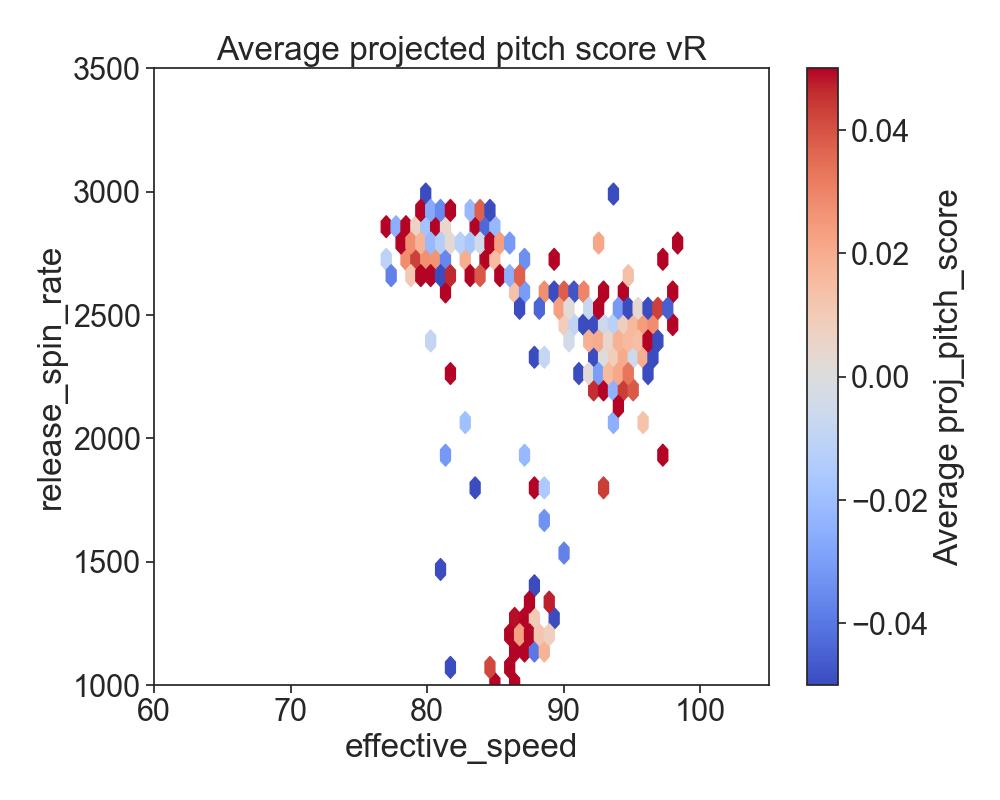 Average projected pitch score vR
3500
3000
2500
2000
1500
1000
release_spin_rate
60 70 80 90 100
effective_speed
0.04
0.02
0.00
−0.02
−0.04
Average proj_pitch_score